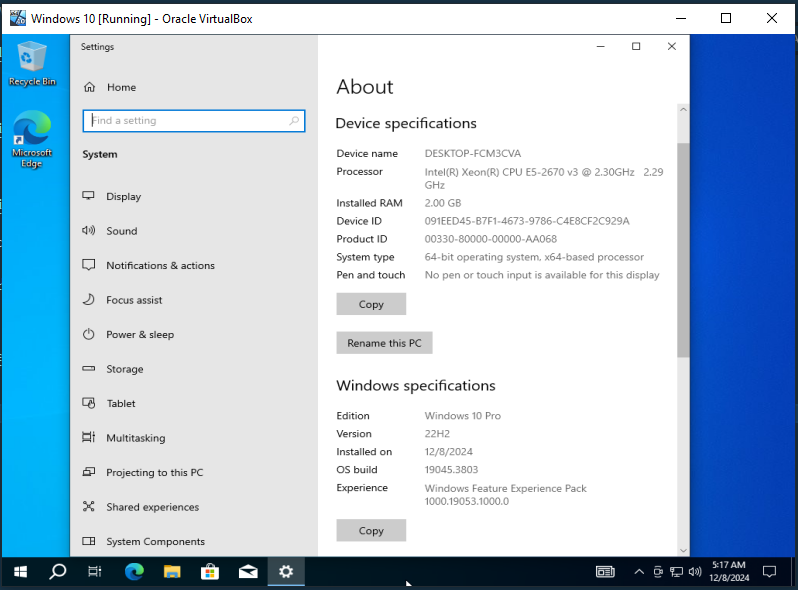 Windows 10 [Running] - Oracle VirtualBox
Recycle Bin
Microsoft
Edge
Settings
Home
Find a setting
System
Display
Sound
Notifications & actions
Focus assist
Power & sleep
Storage
Tablet
Multitasking
Projecting to this PC
Shared experiences
System Components
About
Device specifications
Device name DESKTOP-FCM3CVA
Processor Intel(R) Xeon(R) CPU E5-2670 v3 @ 2.30GHz 2.29
GHz
Installed RAM 2.00 GB
Device ID 091EED45-B7F1-4673-9786-C4E8CF2C929A
Product ID 00330-80000-00000-AA068
System type 64-bit operating system, x64-based processor
Pen and touch No pen or touch input is available for this display
Copy
Rename this PC
Windows specifications
Edition Windows 10 Pro
Version 22H2
Installed on 12/8/2024
OS build 19045.3803
Experience Windows Feature Experience Pack
1000.19053.1000.0
Copy
5:17 AM
12/8/2024